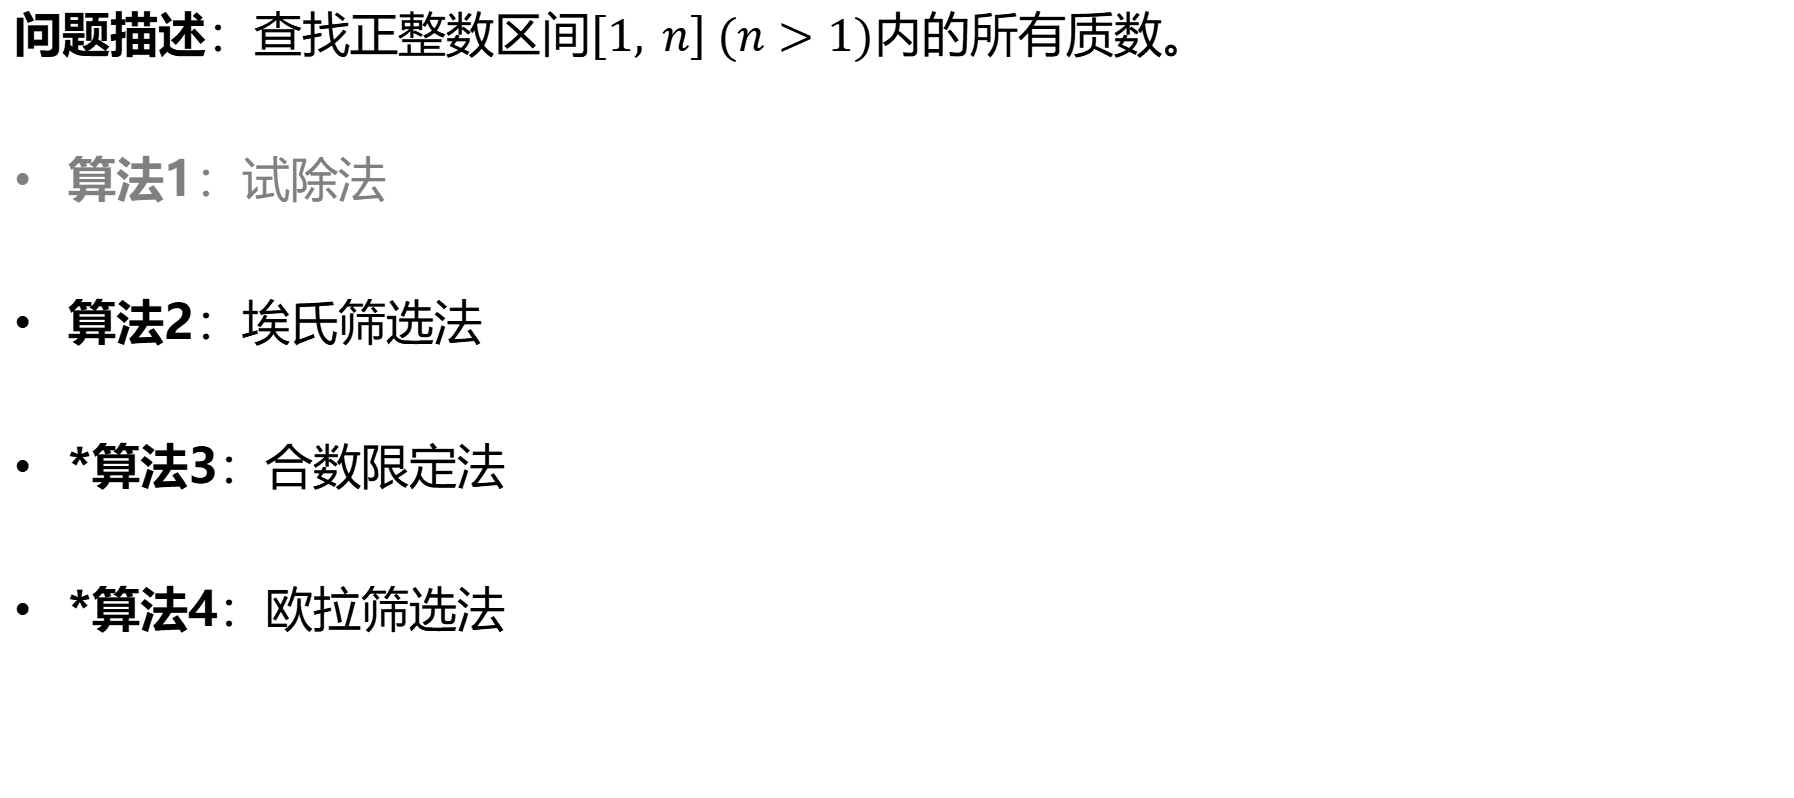 问题描述：查找正整数区间[1, n] (n > 1)内的所有质数。
• 算法1：试除法
• 算法2：埃氏筛选法
• *算法3：合数限定法
• *算法4：欧拉筛选法